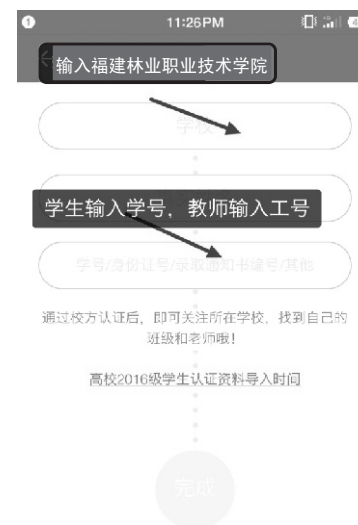 11:26PM
输入福建林业职业技术学院
学校
学生输入学号，教师输入工号
学号/身份证号/录取通知书编号/其他
通过校方认证后，即可关注所在学校，找到自己的
班级和老师哦！
高校2016级学生认证资料导入时间
完成